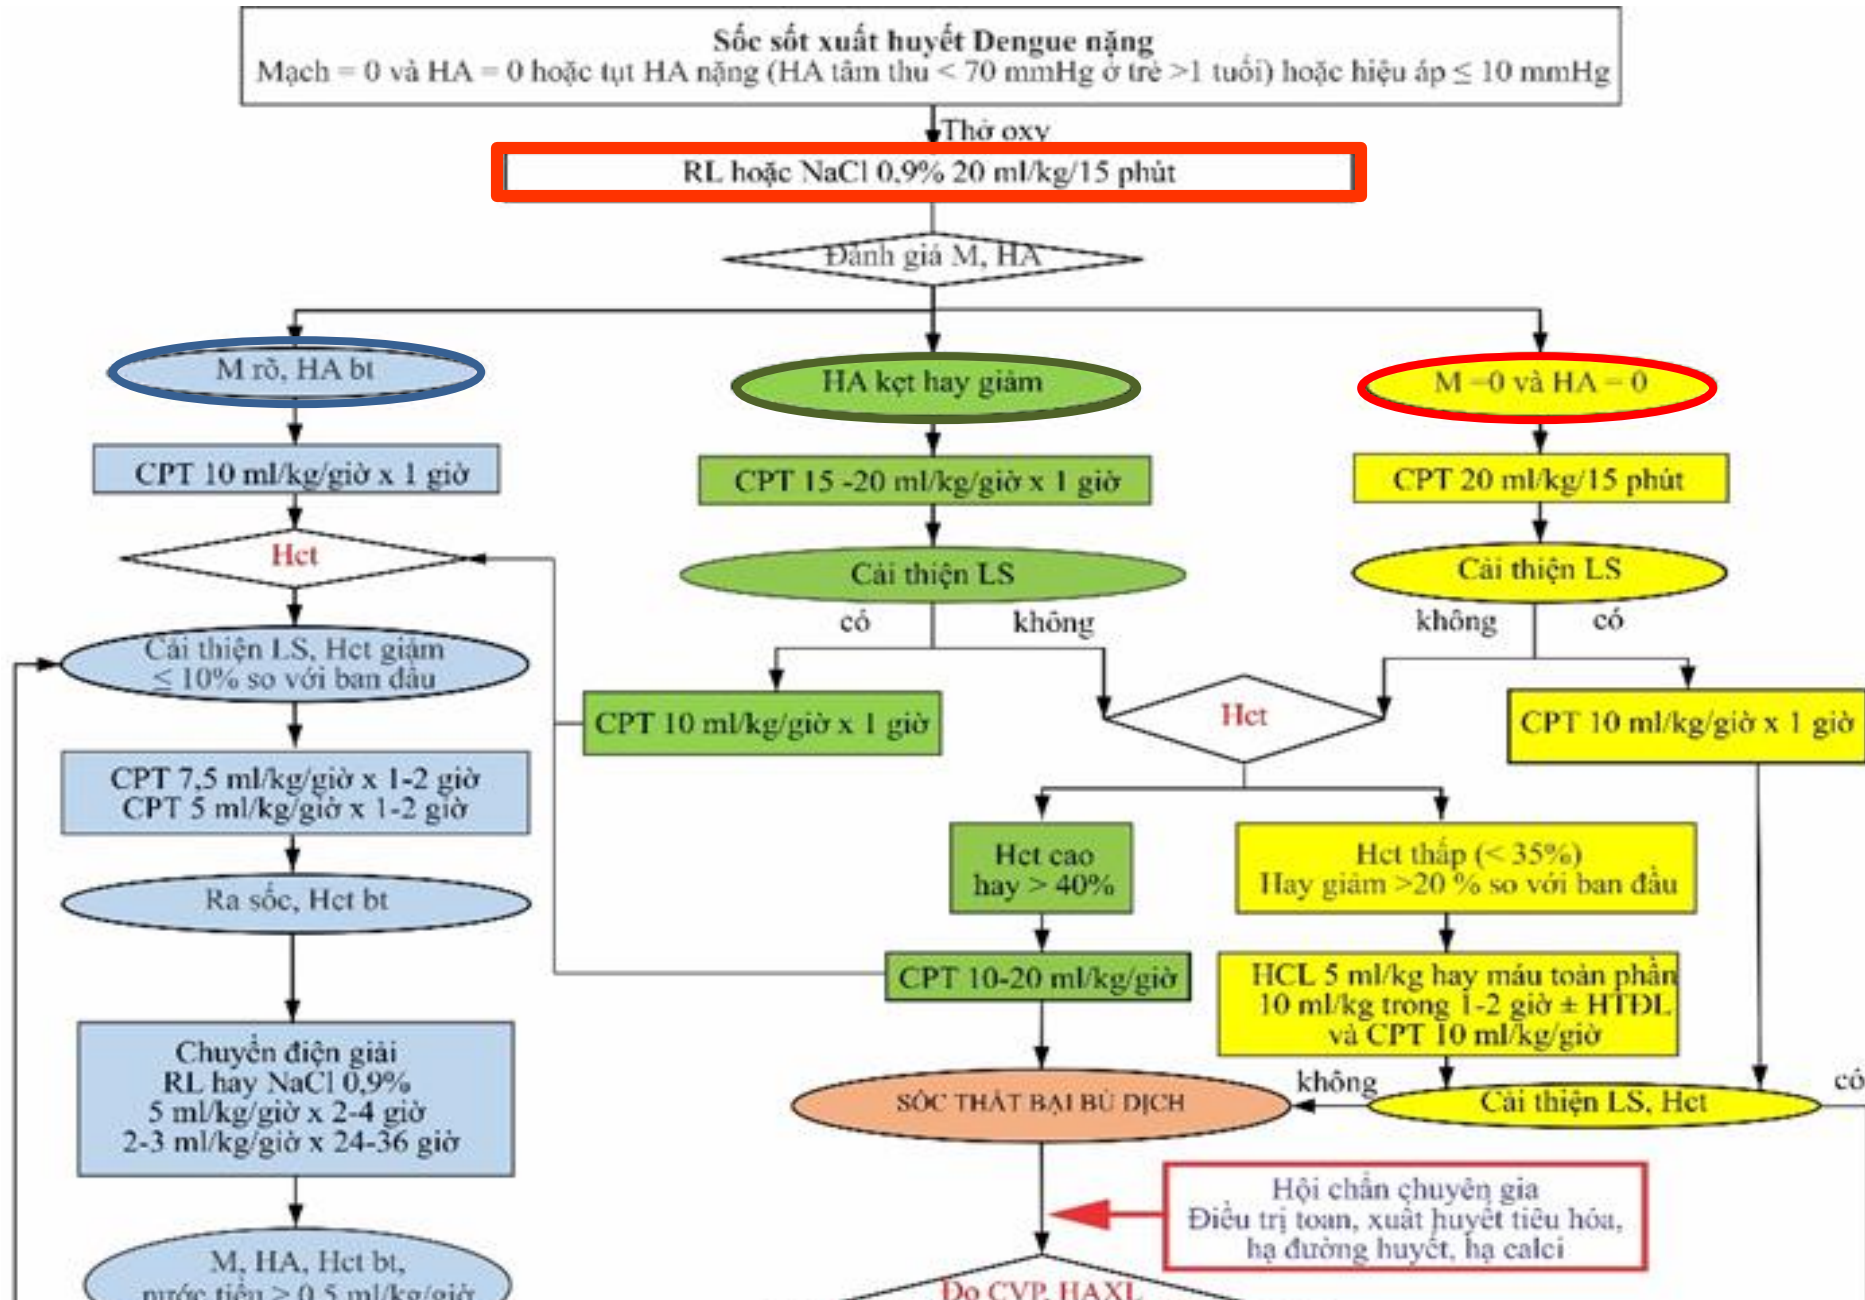 Sốc sốt xuất huyết Dengue nặng
Mạch = 0 và HA = 0 hoặc tụt HA nặng (HA tâm thu < 70 mmHg ở trẻ >1 tuổi) hoặc hiệu áp ≤ 10 mmHg
Thở oxy
RL hoặc NaCl 0,9% 20 ml/kg/15 phút
Đánh giá M, HA
M rõ, HA bt
HA kẹt hay giảm
M =0 và HA = 0
CPT 10 ml/kg/giờ x 1 giờ
CPT 15 -20 ml/kg/giờ x 1 giờ
CPT 20 ml/kg/15 phút
Hct
Cải thiện LS
Cải thiện LS
có
không
không
có
Cải thiện LS, Hct giảm
≤ 10% so với ban đầu
CPT 10 ml/kg/giờ x 1 giờ
Hct
CPT 10 ml/kg/giờ x 1 giờ
CPT 7,5 ml/kg/giờ x 1-2 giờ
CPT 5 ml/kg/giờ x 1-2 giờ
Hct cao
hay > 40%
Hct thấp (< 35%)
Hay giảm >20 % so với ban đầu
Ra sốc, Hct bt
CPT 10-20 ml/kg/giờ
HCL 5 ml/kg hay máu toàn phần
10 ml/kg trong 1-2 giờ ± HTĐL
và CPT 10 ml/kg/giờ
Chuyển điện giải
RL hay NaCl 0,9%
5 ml/kg/giờ x 2-4 giờ
2-3 ml/kg/giờ x 24-36 giờ
SỐC THẤT BẠI BÙ DỊCH
không
Cải thiện LS, Hct
có
Hội chẩn chuyên gia
Điều trị toan, xuất huyết tiêu hóa,
hạ đường huyết, hạ calci
M, HA, Hct bt,
nước tiểu > 0,5 ml/kg/giờ
Đo CVP, HAXL